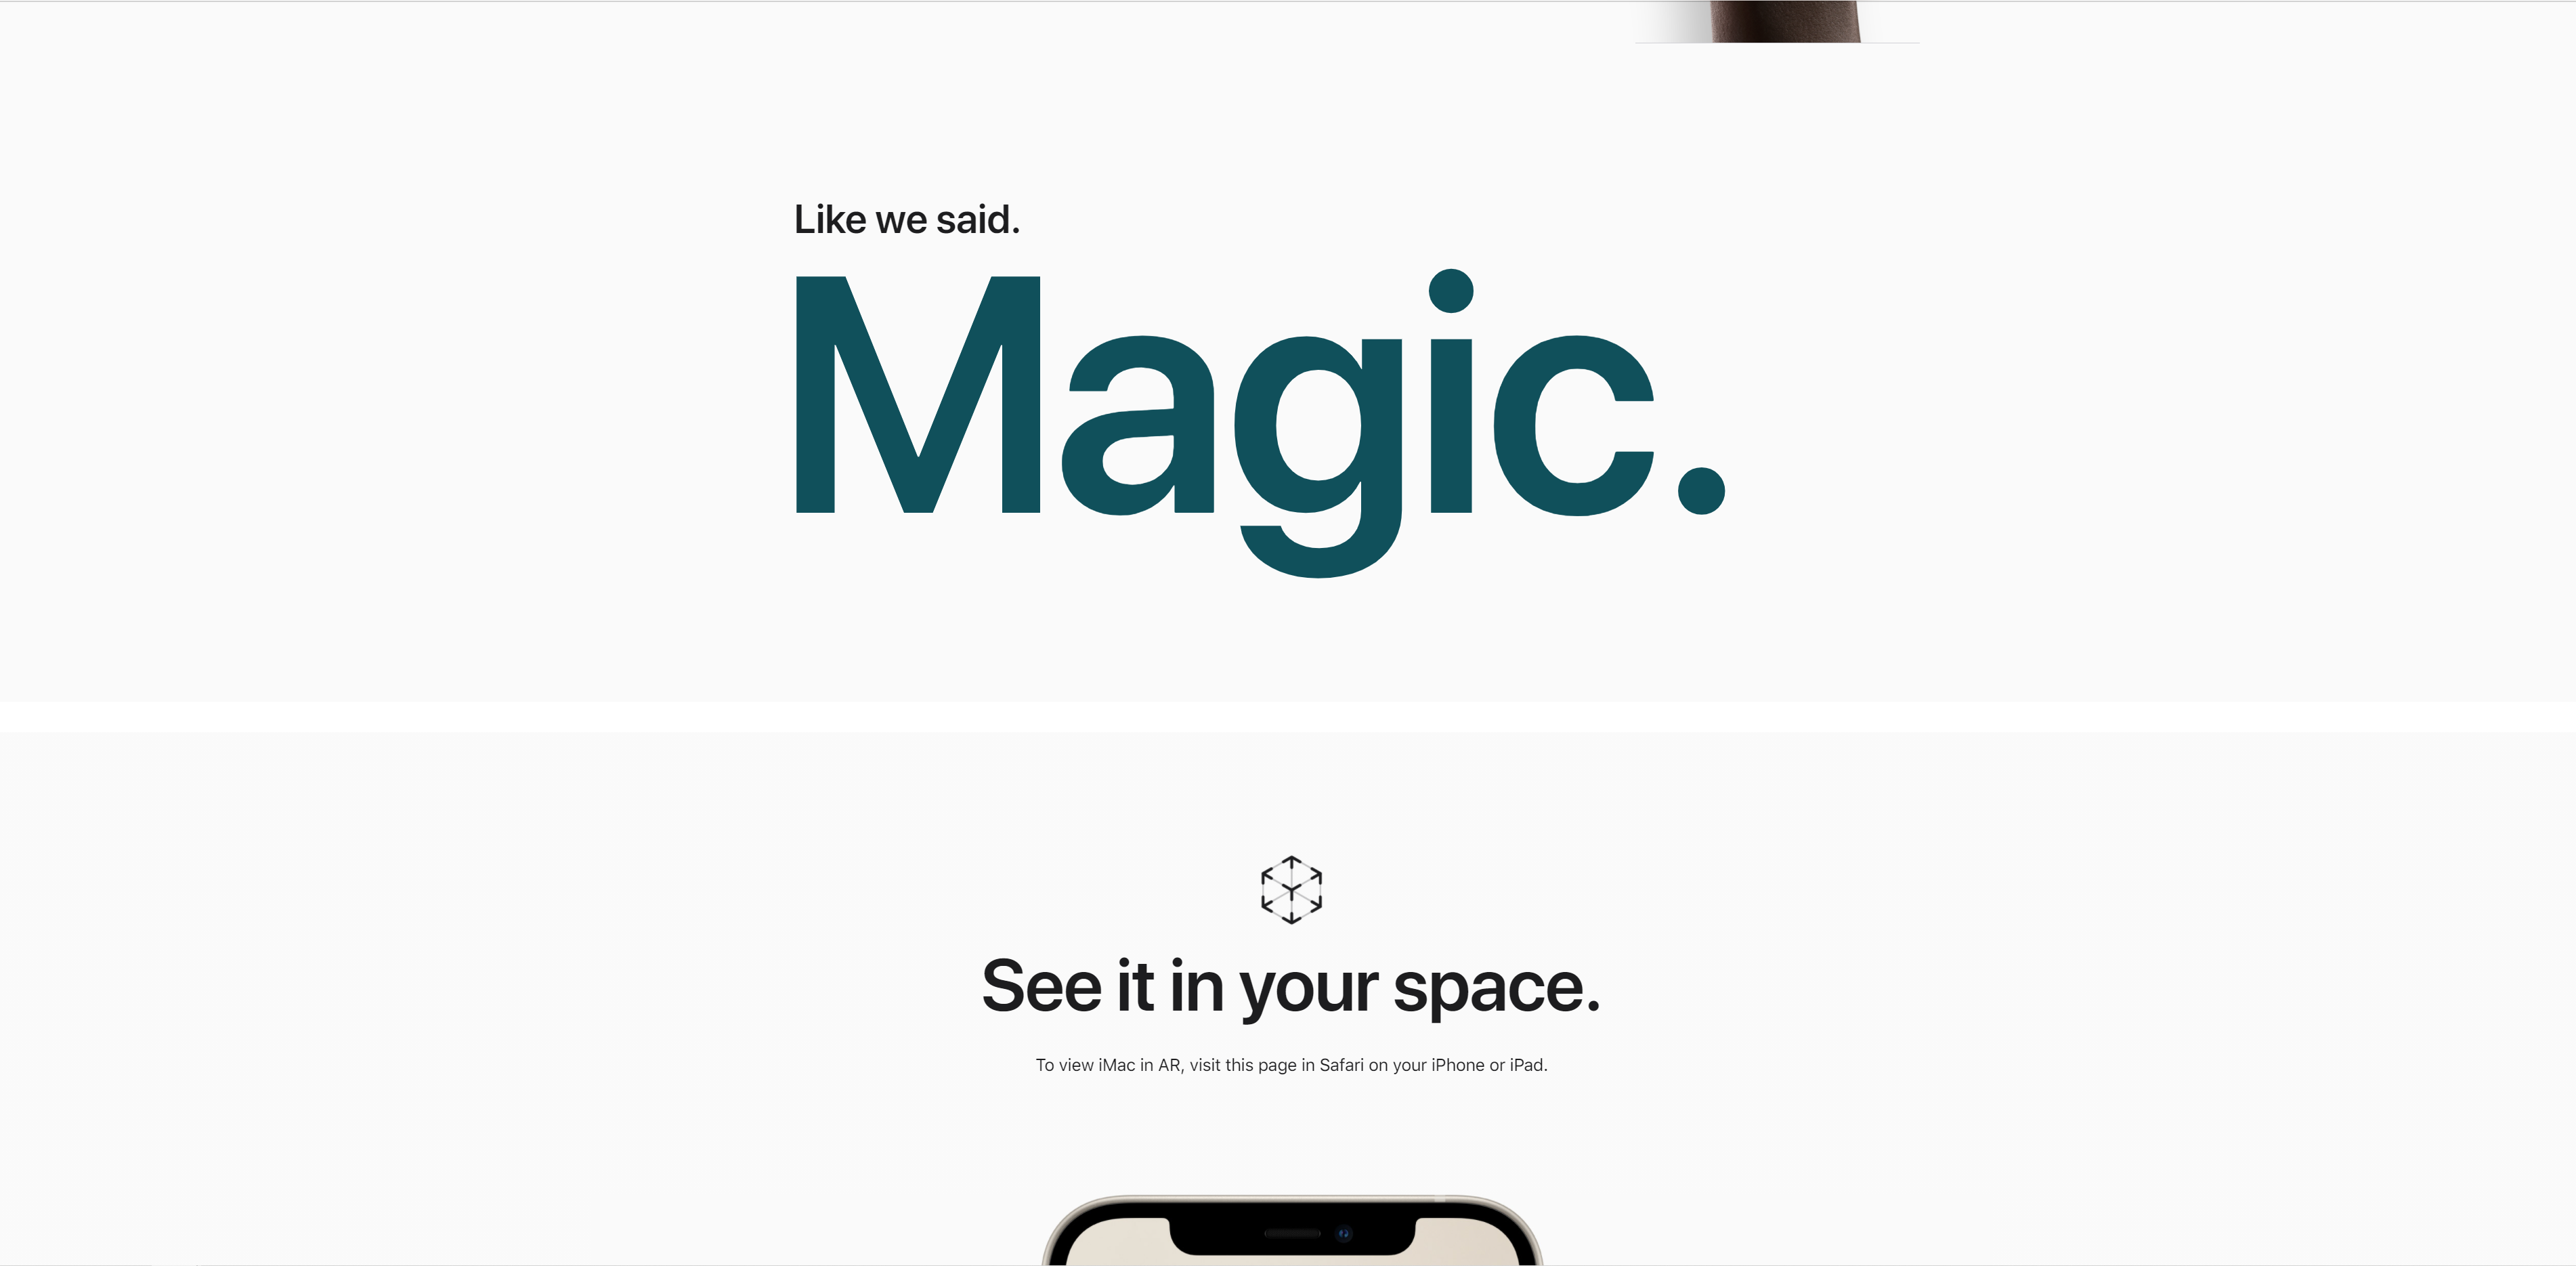 Like we said.
Magic.
See it in your space.
To view iMac in AR, visit this page in Safari on your iPhone or iPad.